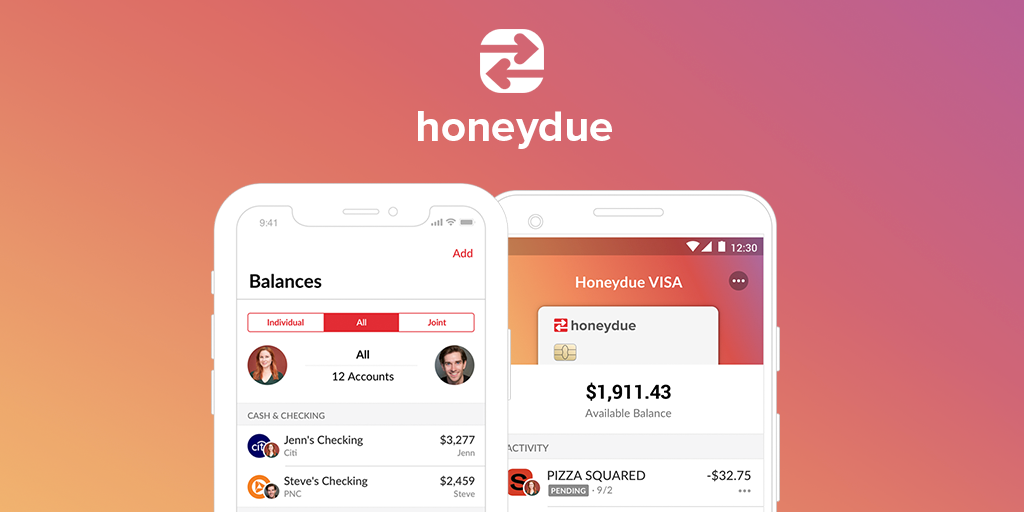 honeydue
9:41
Add
Balances
Individual All Joint
All
12 Accounts
CASH & CHECKING
citi Jenn's Checking $3,277
Citi Jenn
Steve's Checking $2,459
PNC Steve
12:30
Honeydue VISA
honeydue
$1,911.43
Available Balance
ACTIVITY
S PIZZA SQUARED -$32.75
PENDING · 9/2